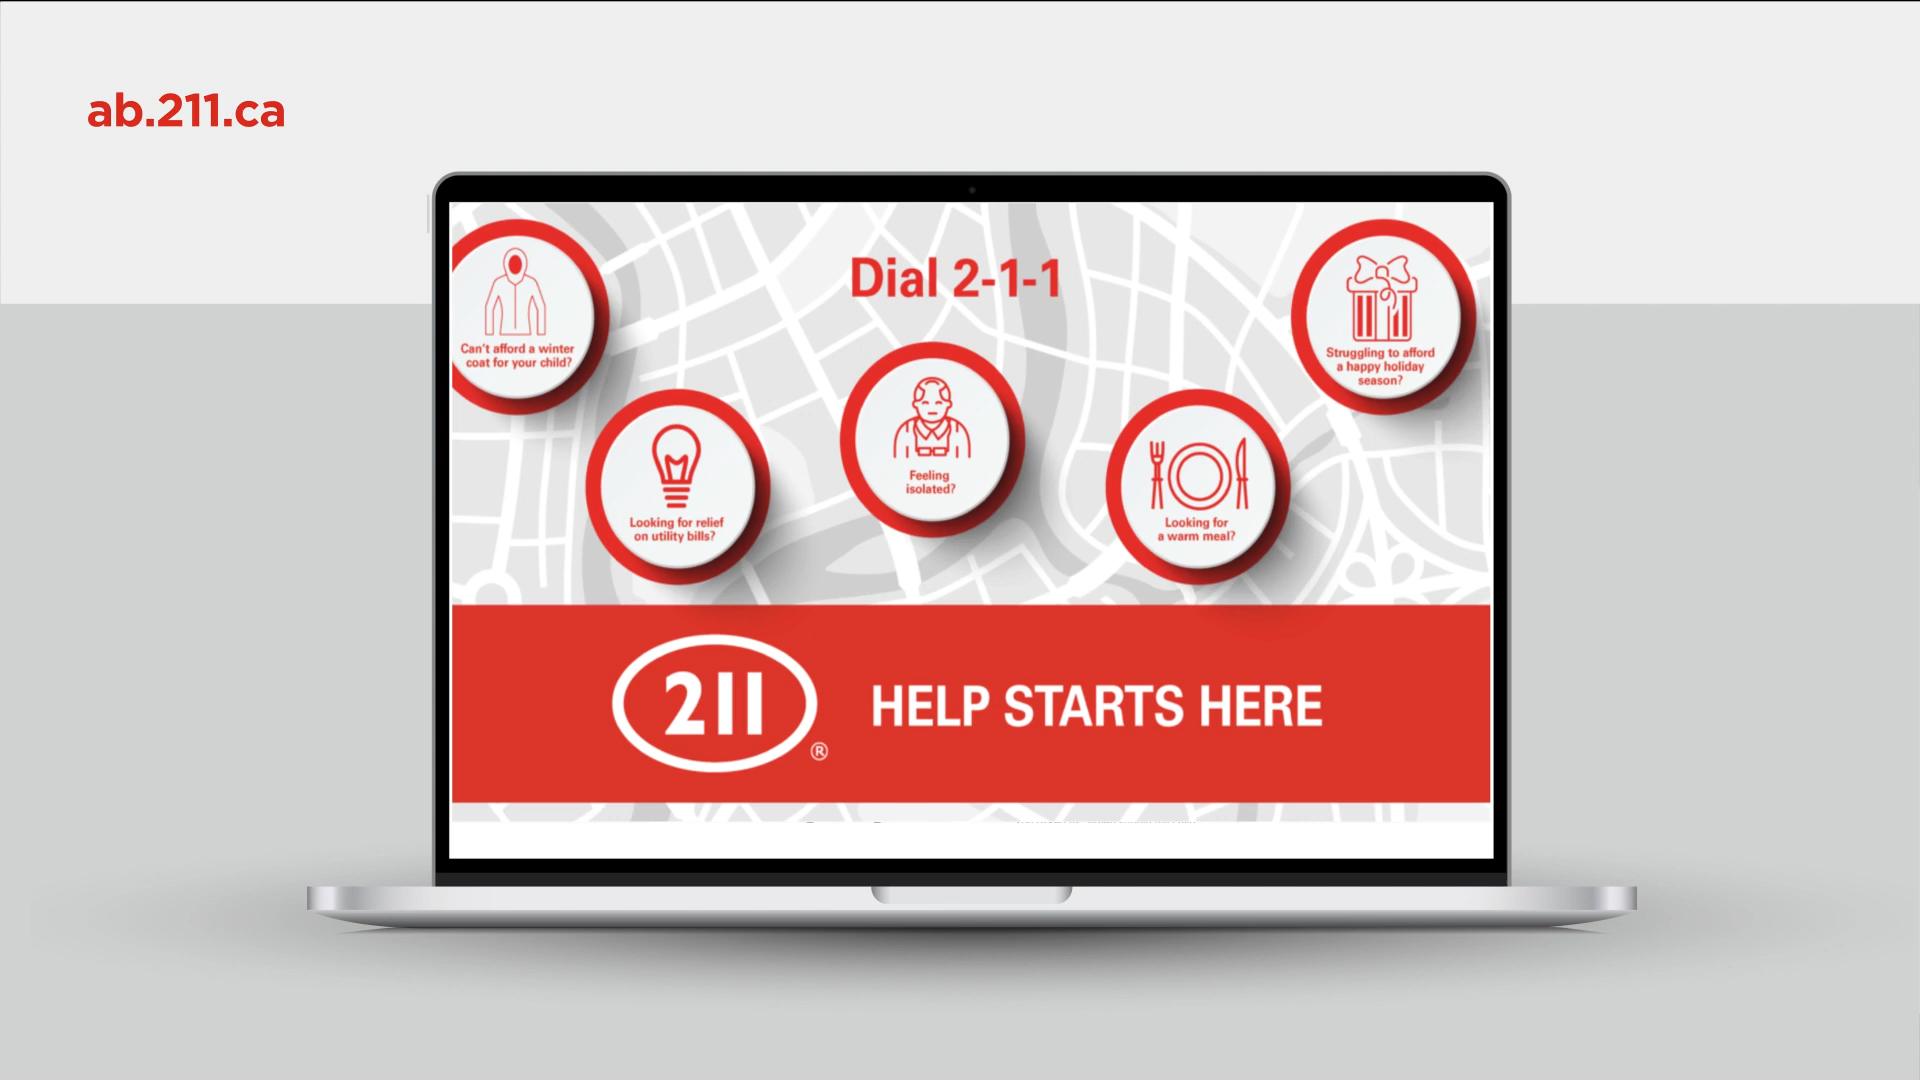 ab.211.ca
Dial 2-1-1
Can't afford a winter
coat for your child?
Struggling to afford
a happy holiday
season?
Feeling
isolated?
Looking for relief
on utility bills?
Looking for
a warm meal?
211®
HELP STARTS HERE